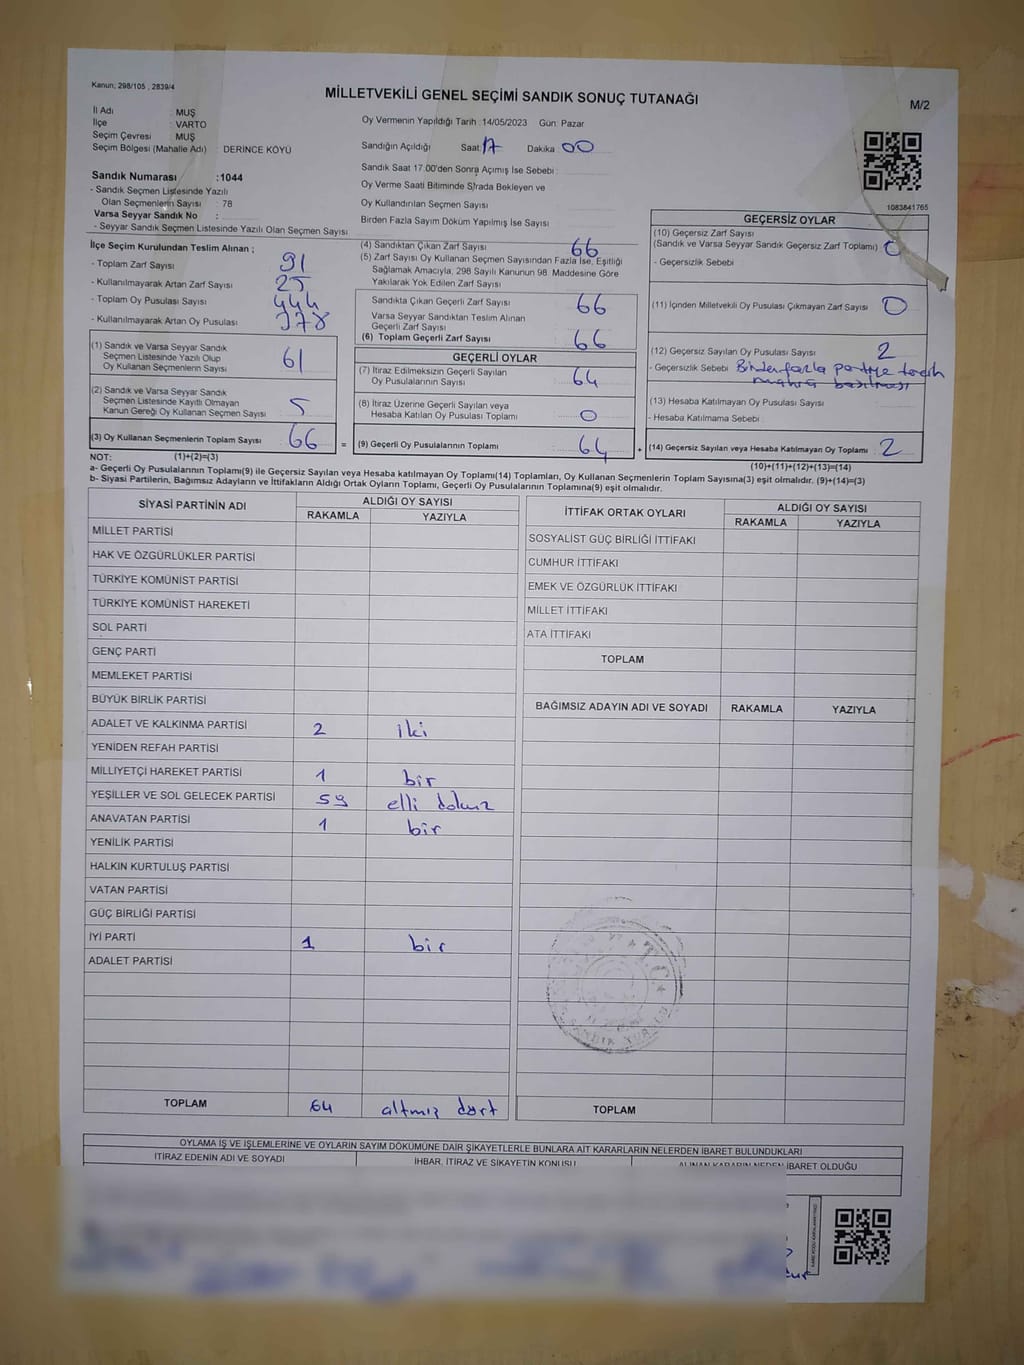 Kanun; 298/105 , 2839/4
MİLLETVEKİLİ GENEL SEÇİMİ SANDIK SONUÇ TUTANAĞI
M/2
İl Adı : MUŞ
İlçe : VARTO
Seçim Çevresi : MUŞ
Seçim Bölgesi (Mahalle Adı) : DERİNCE KÖYÜ
Sandık Numarası : 1044
- Sandık Seçmen Listesinde Yazılı
Olan Seçmenlerin Sayısı : 78
Varsa Seyyar Sandık No :
- Seyyar Sandık Seçmen Listesinde Yazılı Olan Seçmen Sayısı
Oy Vermenin Yapıldığı Tarih : 14/05/2023 Gün: Pazar
Sandığın Açıldığı Saat 17 Dakika 00
Sandık Saat 17.00'den Sonra Açımış İse Sebebi :
Oy Verme Saati Bitiminde Sırada Bekleyen ve
Oy Kullandırılan Seçmen Sayısı
Birden Fazla Sayım Döküm Yapılmış İse Sayısı
1083841765
İlçe Seçim Kurulundan Teslim Alınan ;
- Toplam Zarf Sayısı 91
- Kullanılmayarak Artan Zarf Sayısı 25
- Toplam Oy Pusulası Sayısı 444
- Kullanılmayarak Artan Oy Pusulası 378
(1) Sandık ve Varsa Seyyar Sandık
Seçmen Listesinde Yazılı Olup
Oy Kullanan Seçmenlerin Sayısı 61
(2) Sandık ve Varsa Seyyar Sandık
Seçmen Listesinde Kayıtlı Olmayan
Kanun Gereği Oy Kullanan Seçmen Sayısı 5
(3) Oy Kullanan Seçmenlerin Toplam Sayısı 66
(4) Sandıktan Çıkan Zarf Sayısı 66
(5) Zarf Sayısı Oy Kullanan Seçmen Sayısından Fazla İse, Eşitliği
Sağlamak Amacıyla, 298 Sayılı Kanunun 98. Maddesine Göre
Yakılarak Yok Edilen Zarf Sayısı
Sandıkta Çıkan Geçerli Zarf Sayısı 66
Varsa Seyyar Sandıktan Teslim Alınan
Geçerli Zarf Sayısı
(6) Toplam Geçerli Zarf Sayısı 66
GEÇERLİ OYLAR
(7) İtiraz Edilmeksizin Geçerli Sayılan
Oy Pusulalarının Sayısı 64
(8) İtiraz Üzerine Geçerli Sayılan veya
Hesaba Katılan Oy Pusulası Toplamı 0
= (9) Geçerli Oy Pusulalarının Toplamı 64 +
GEÇERSİZ OYLAR
(10) Geçersiz Zarf Sayısı
(Sandık ve Varsa Seyyar Sandık Geçersiz Zarf Toplamı)
- Geçersizlik Sebebi
(11) İçinden Milletvekili Oy Pusulası Çıkmayan Zarf Sayısı 0
(12) Geçersiz Sayılan Oy Pusulası Sayısı 2
- Geçersizlik Sebebi Birden fazla partiye tercih
mührü basılması
(13) Hesaba Katılmayan Oy Pusulası Sayısı
- Hesaba Katılmama Sebebi
(14) Geçersiz Sayılan veya Hesaba Katılmayan Oy Toplamı 2
NOT: (1)+(2)=(3)
(10)+(11)+(12)+(13)=(14)
a- Geçerli Oy Pusulalarının Toplamı(9) ile Geçersiz Sayılan veya Hesaba katılmayan Oy Toplamı(14) Toplamları, Oy Kullanan Seçmenlerin Toplam Sayısına(3) eşit olmalıdır. (9)+(14)=(3)
b- Siyasi Partilerin, Bağımsız Adayların ve İttifakların Aldığı Ortak Oyların Toplamı, Geçerli Oy Pusulalarının Toplamına(9) eşit olmalıdır.
SİYASİ PARTİNİN ADI ALDIĞI OY SAYISI
RAKAMLA YAZIYLA
MİLLET PARTİSİ
HAK VE ÖZGÜRLÜKLER PARTİSİ
TÜRKİYE KOMÜNİST PARTİSİ
TÜRKİYE KOMÜNİST HAREKETİ
SOL PARTİ
GENÇ PARTİ
MEMLEKET PARTİSİ
BÜYÜK BİRLİK PARTİSİ
ADALET VE KALKINMA PARTİSİ 2 iki
YENİDEN REFAH PARTİSİ
MİLLİYETÇİ HAREKET PARTİSİ 1 bir
YEŞİLLER VE SOL GELECEK PARTİSİ 59 elli dokuz
ANAVATAN PARTİSİ 1 bir
YENİLİK PARTİSİ
HALKIN KURTULUŞ PARTİSİ
VATAN PARTİSİ
GÜÇ BİRLİĞİ PARTİSİ
İYİ PARTİ 1 bir
ADALET PARTİSİ
TOPLAM 64 altmış dört
İTTİFAK ORTAK OYLARI ALDIĞI OY SAYISI
RAKAMLA YAZIYLA
SOSYALİST GÜÇ BİRLİĞİ İTTİFAKI
CUMHUR İTTİFAKI
EMEK VE ÖZGÜRLÜK İTTİFAKI
MİLLET İTTİFAKI
ATA İTTİFAKI
TOPLAM
BAĞIMSIZ ADAYIN ADI VE SOYADI RAKAMLA YAZIYLA
T.C.
TOPLAM
OYLAMA İŞ VE İŞLEMLERİNE VE OYLARIN SAYIM DÖKÜMÜNE DAİR ŞİKAYETLERLE BUNLARA AİT KARARLARIN NELERDEN İBARET BULUNDUKLARI
İTİRAZ EDENİN ADI VE SOYADI İHBAR, İTİRAZ VE ŞİKAYETİN KONUSU ALINAN KARARIN NEDEN İBARET OLDUĞU